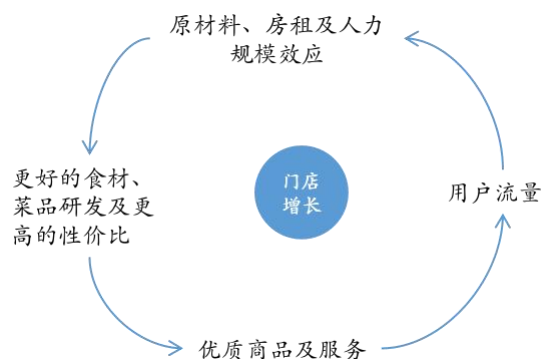 原材料、房租及人力
规模效应
更好的食材、
菜品研发及更
高的性价比
门店
增长
用户流量
优质商品及服务